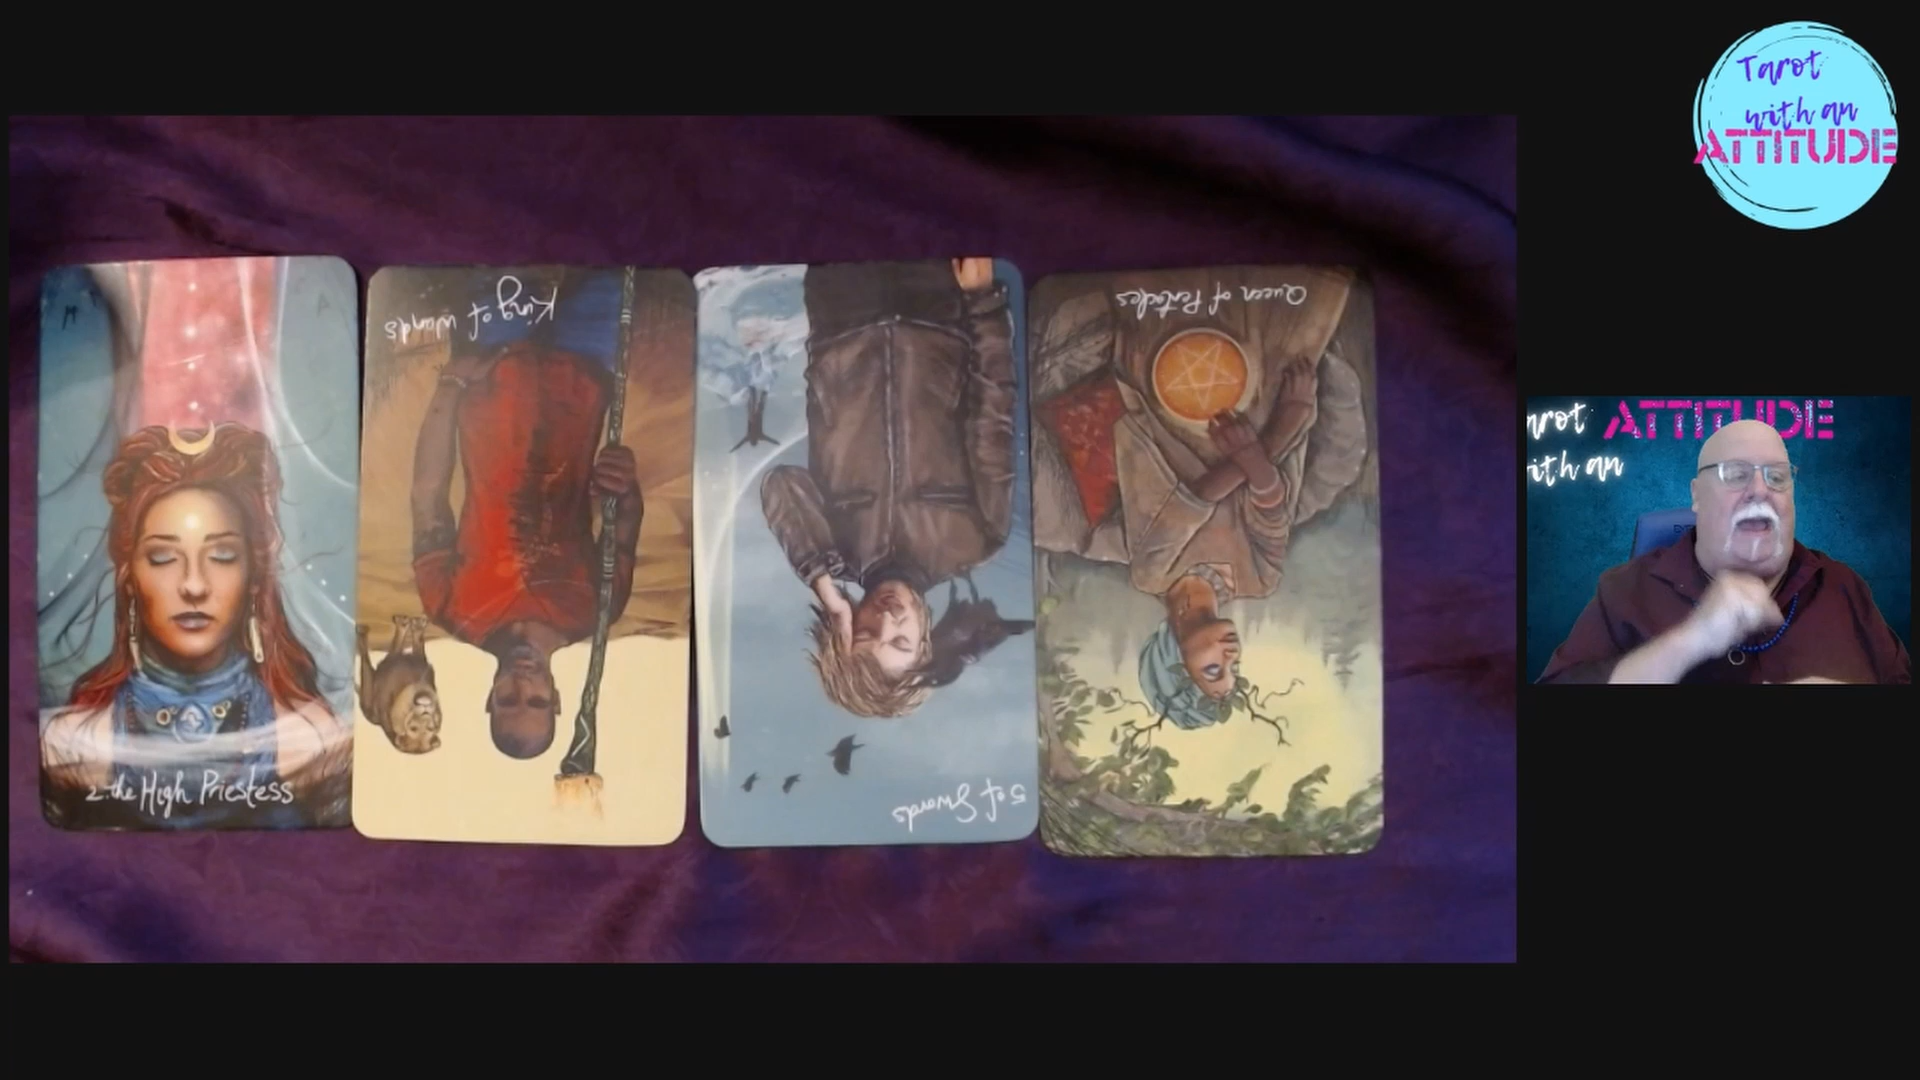 Tarot
with an
ATTITUDE
King of Wands
Queen of Pentacles
2. the High Priestess
5 of Swords
arot
ATTITUDE
ith an